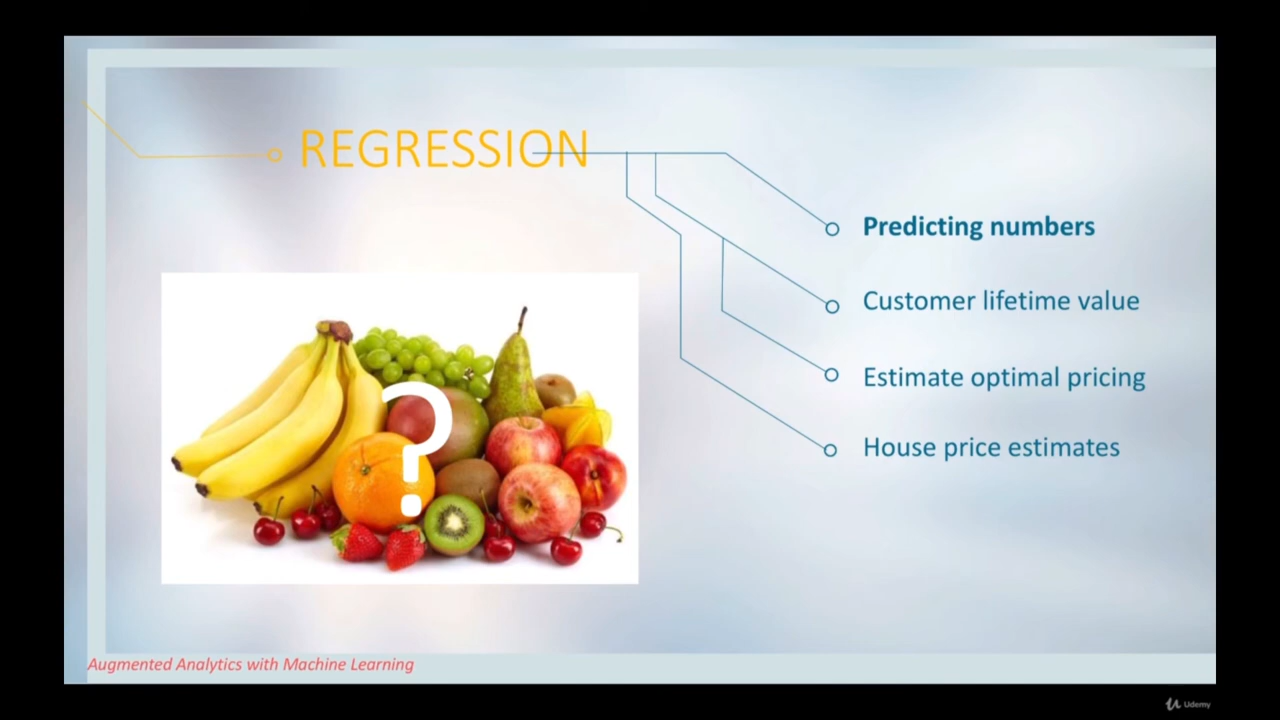 REGRESSION
Predicting numbers
Customer lifetime value
Estimate optimal pricing
House price estimates
?
Augmented Analytics with Machine Learning
Udemy